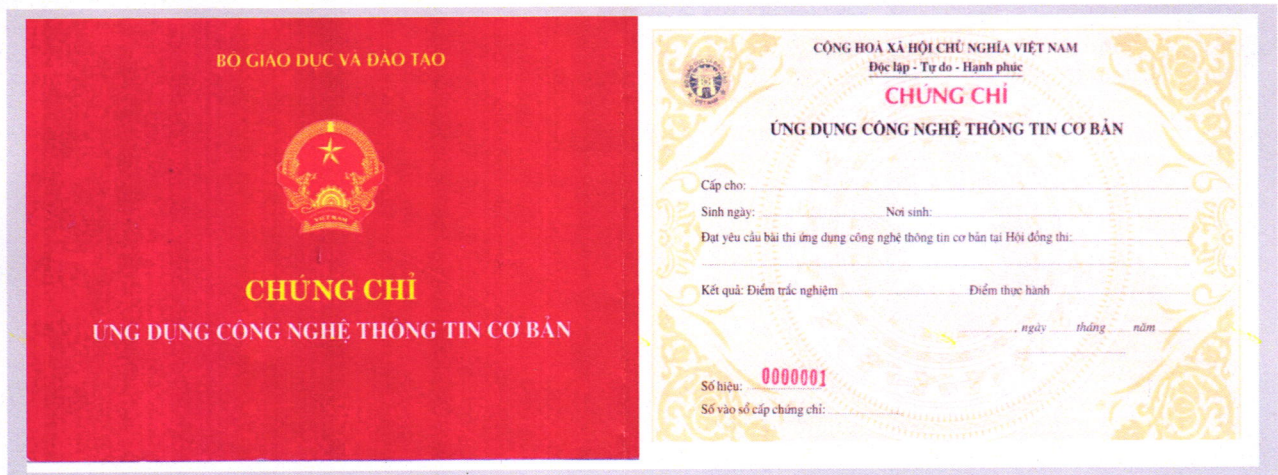 BỘ GIÁO DỤC VÀ ĐÀO TẠO
VIETNAM
CHỨNG CHỈ
ỨNG DỤNG CÔNG NGHỆ THÔNG TIN CƠ BẢN
CỘNG HOÀ XÃ HỘI CHỦ NGHĨA VIỆT NAM
Độc lập - Tự do - Hạnh phúc
CHỨNG CHỈ
ỨNG DỤNG CÔNG NGHỆ THÔNG TIN CƠ BẢN
Cấp cho:
Sinh ngày: Nơi sinh:
Đạt yêu cầu bài thi ứng dụng công nghệ thông tin cơ bản tại Hội đồng thi:
Kết quả: Điểm trắc nghiệm Điểm thực hành
, ngày tháng năm
Số hiệu: 0000001
Số vào sổ cấp chứng chỉ: